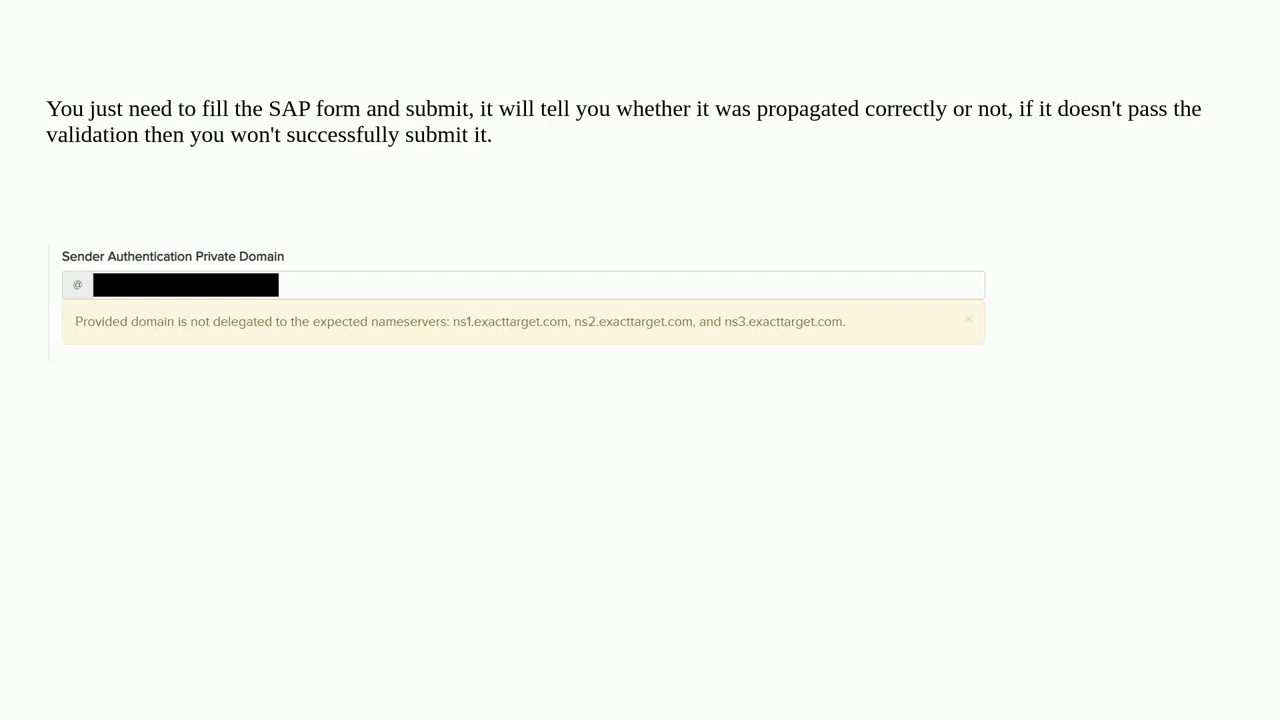 You just need to fill the SAP form and submit, it will tell you whether it was propagated correctly or not, if it doesn't pass the
validation then you won't successfully submit it.
Sender Authentication Private Domain
@
Provided domain is not delegated to the expected nameservers: ns1.exacttarget.com, ns2.exacttarget.com, and ns3.exacttarget.com. ×